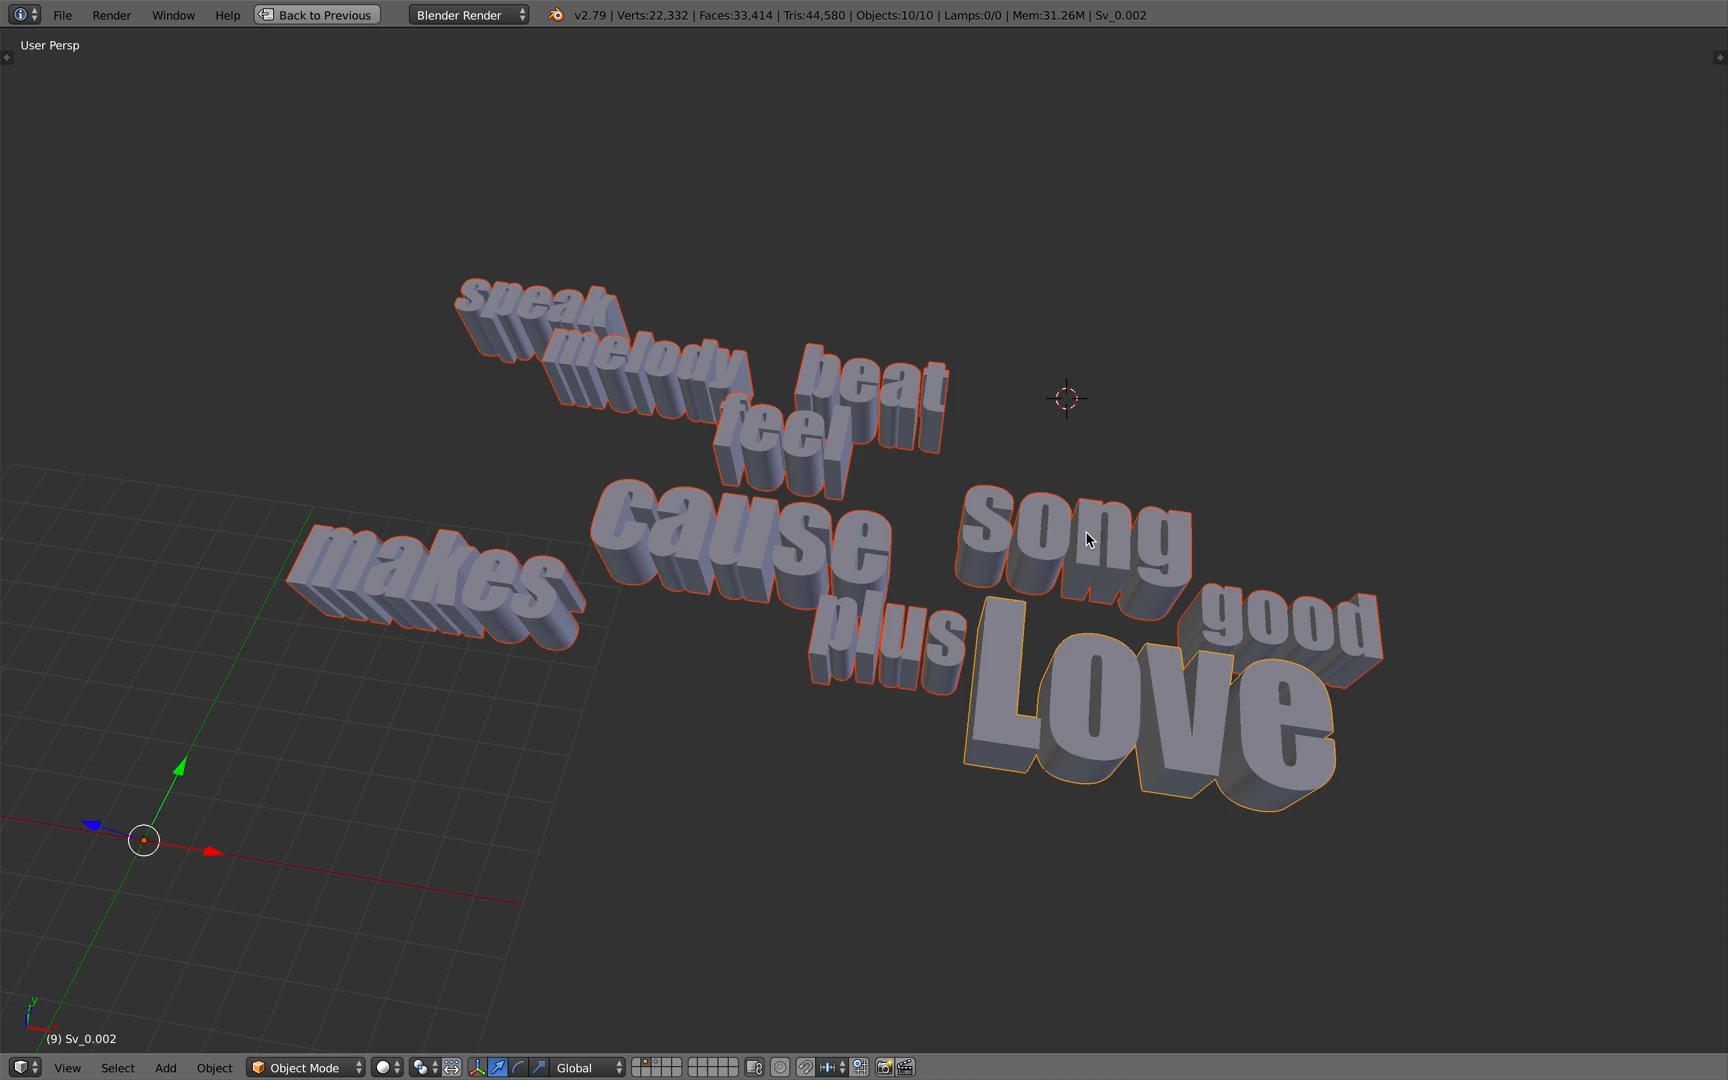 File Render Window Help Back to Previous Blender Render v2.79 | Verts:22,332 | Faces:33,414 | Tris:44,580 | Objects:10/10 | Lamps:0/0 | Mem:31.26M | Sv_0.002
User Persp
speak
melody
beat
feel
cause
song
makes
good
plus
Love
y
(9) Sv_0.002
View Select Add Object Object Mode Global